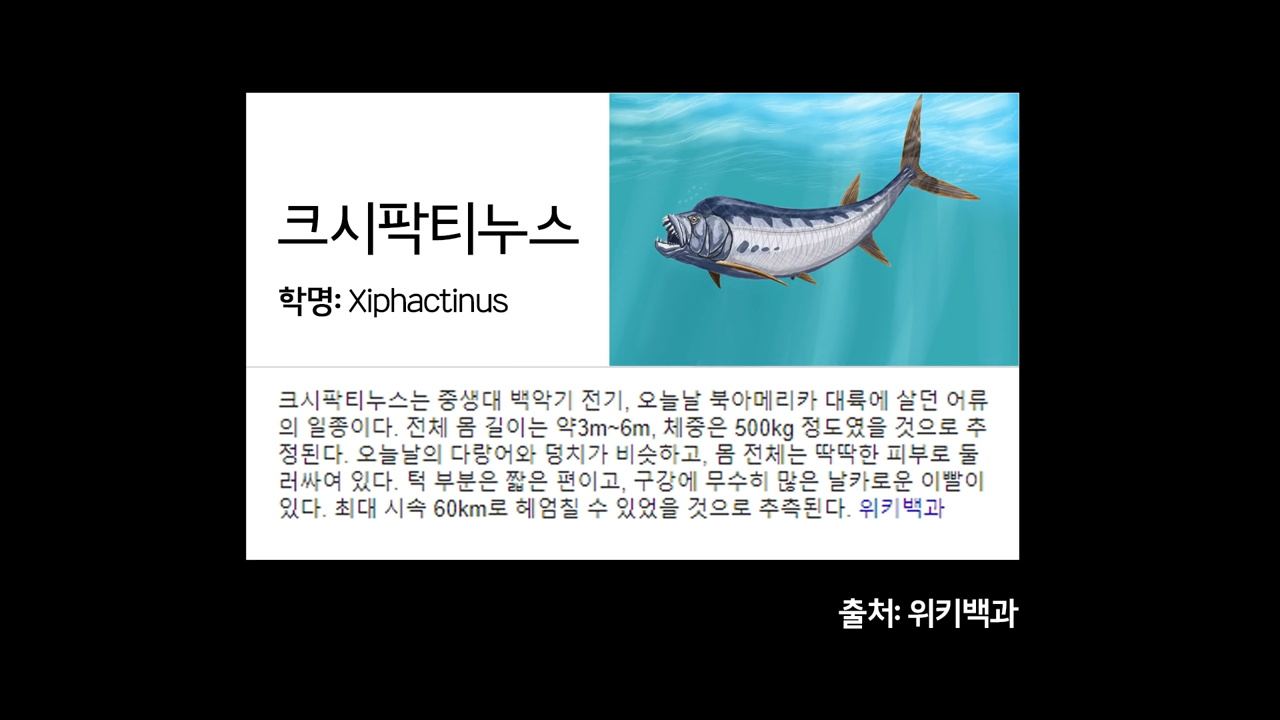 크시팍티누스
학명: Xiphactinus
크시팍티누스는 중생대 백악기 전기, 오늘날 북아메리카 대륙에 살던 어류
의 일종이다. 전체 몸 길이는 약3m~6m, 체중은 500kg 정도였을 것으로 추
정된다. 오늘날의 다랑어와 덩치가 비슷하고, 몸 전체는 딱딱한 피부로 둘
러싸여 있다. 턱 부분은 짧은 편이고, 구강에 무수히 많은 날카로운 이빨이
있다. 최대 시속 60km로 헤엄칠 수 있었을 것으로 추측된다. 위키백과
출처: 위키백과